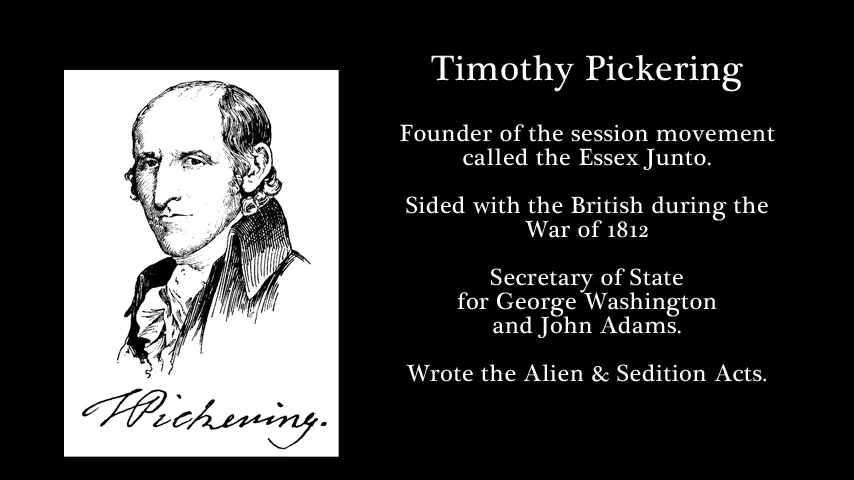 Timothy Pickering
Founder of the session movement
called the Essex Junto.
Sided with the British during the
War of 1812
Secretary of State
for George Washington
and John Adams.
Wrote the Alien & Sedition Acts.
TPickering.